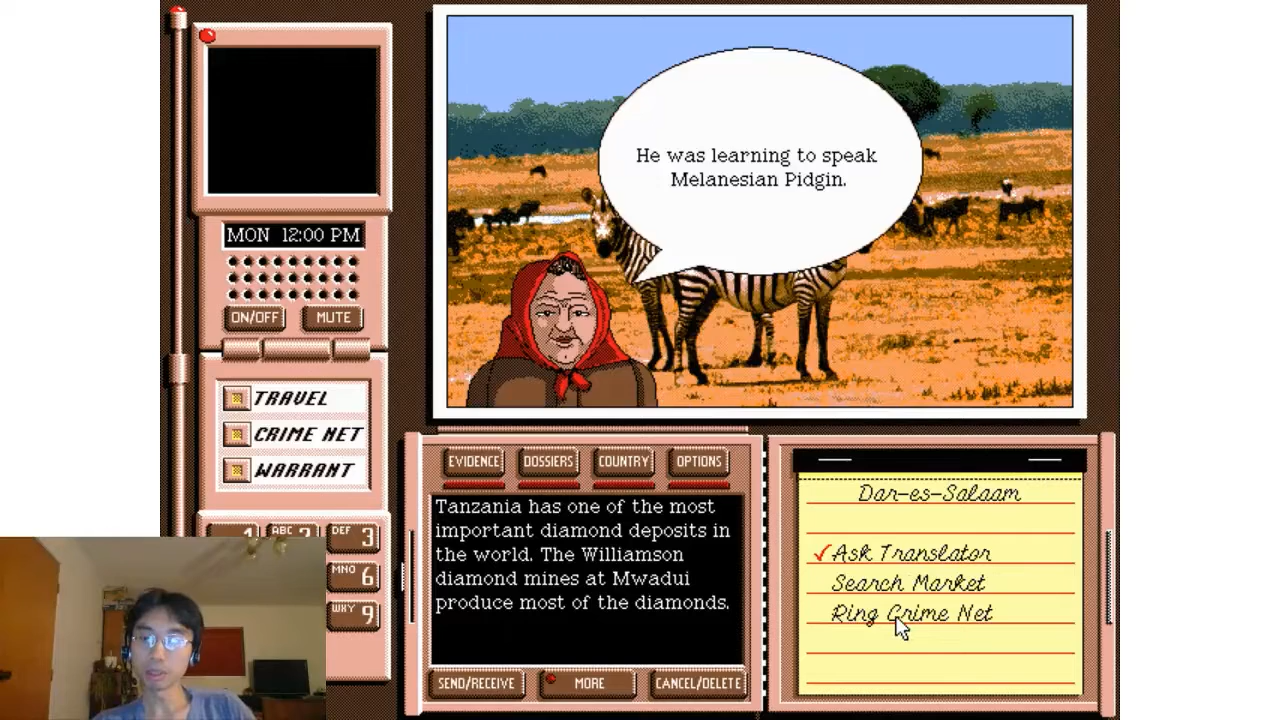 He was learning to speak
Melanesian Pidgin.
MON 12:00 PM
ON/OFF
MUTE
TRAVEL
CRIME NET
WARRANT
ABC
DEF 3
MNO 6
WXY 9
EVIDENCE
DOSSIERS
COUNTRY
OPTIONS
Tanzania has one of the most
important diamond deposits in
the world. The Williamson
diamond mines at Mwadui
produce most of the diamonds.
SEND/RECEIVE
MORE
CANCEL/DELETE
Dar-es-Salaam
✓Ask Translator
Search Market
Ring Crime Net